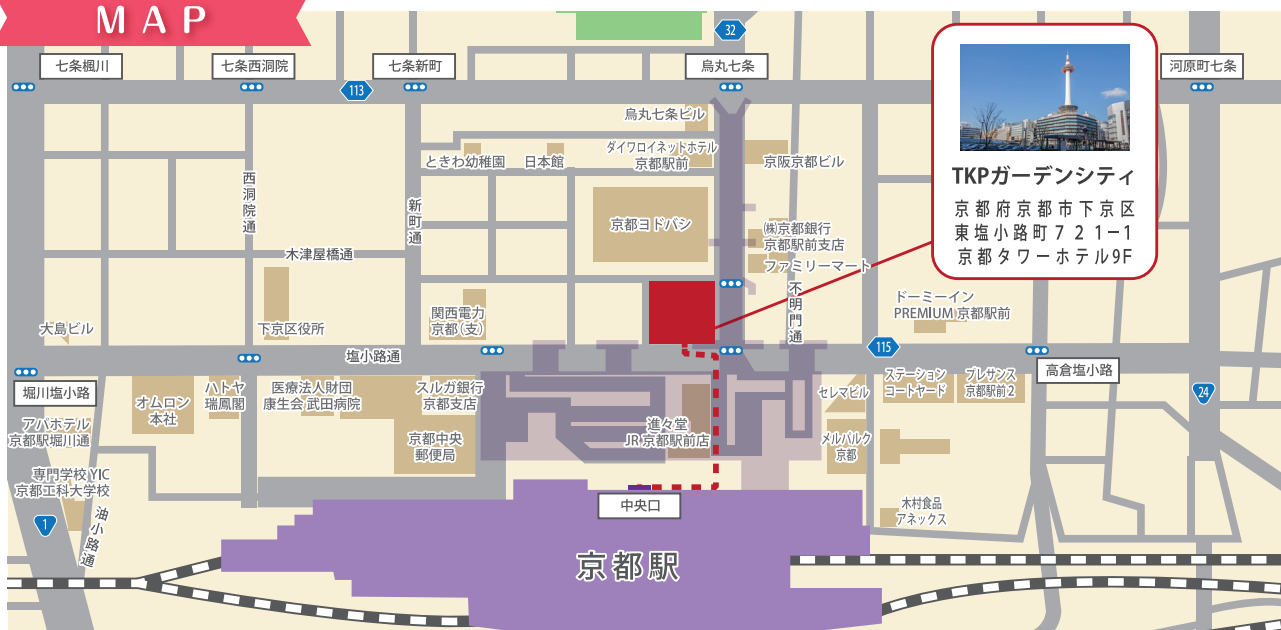 MAP
32
七条楓川
七条西洞院
七条新町
烏丸七条
河原町七条
113
烏丸七条ビル
ときわ幼稚園
日本館
ダイワロイネットホテル
京都駅前
京阪京都ビル
TKPガーデンシティ
京都府京都市下京区
東塩小路町721-1
京都タワーホテル9F
西洞院通
新町通
京都ヨドバシ
㈱京都銀行
京都駅前支店
ファミリーマート
木津屋橋通
不明門通
大島ビル
下京区役所
関西電力
京都(支)
ドーミーイン
PREMIUM 京都駅前
塩小路通
115
堀川塩小路
高倉塩小路
24
オムロン
本社
ハトヤ
瑞鳳閣
医療法人財団
康生会 武田病院
スルガ銀行
京都支店
セレマビル
ステーション
コートヤード
プレサンス
京都駅前2
アパホテル
京都駅堀川通
京都中央
郵便局
進々堂
JR 京都駅前店
メルパルク
京都
専門学校 YIC
京都工科大学校
1
油小路通
中央口
木村食品
アネックス
京都駅